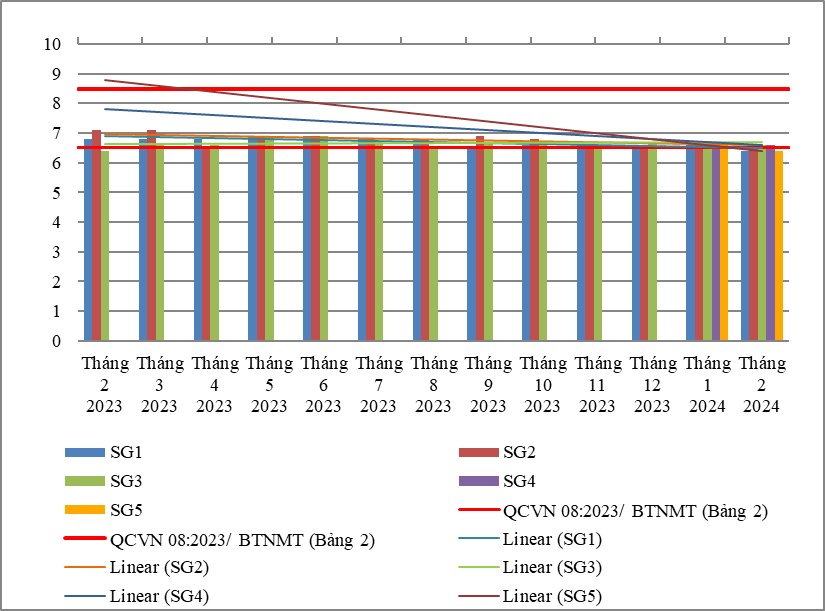 10
9
8
7
6
5
4
3
2
1
0
Tháng 2 2023
Tháng 3 2023
Tháng 4 2023
Tháng 5 2023
Tháng 6 2023
Tháng 7 2023
Tháng 8 2023
Tháng 9 2023
Tháng 10 2023
Tháng 11 2023
Tháng 12 2023
Tháng 1 2024
Tháng 2 2024
SG1
SG2
SG3
SG4
SG5
QCVN 08:2023/ BTNMT (Bảng 2)
QCVN 08:2023/ BTNMT (Bảng 2)
Linear (SG1)
Linear (SG2)
Linear (SG3)
Linear (SG4)
Linear (SG5)